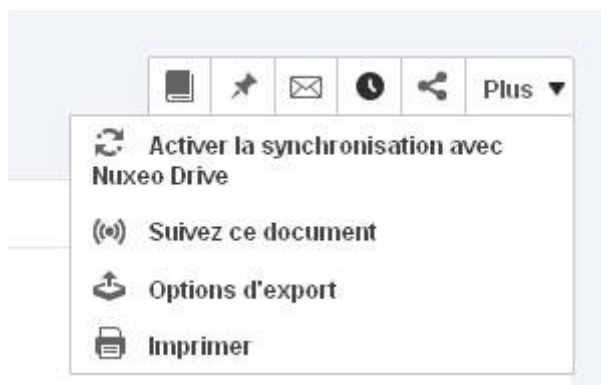 Plus
Activer la synchronisation avec
Nuxeo Drive
Suivez ce document
Options d'export
Imprimer